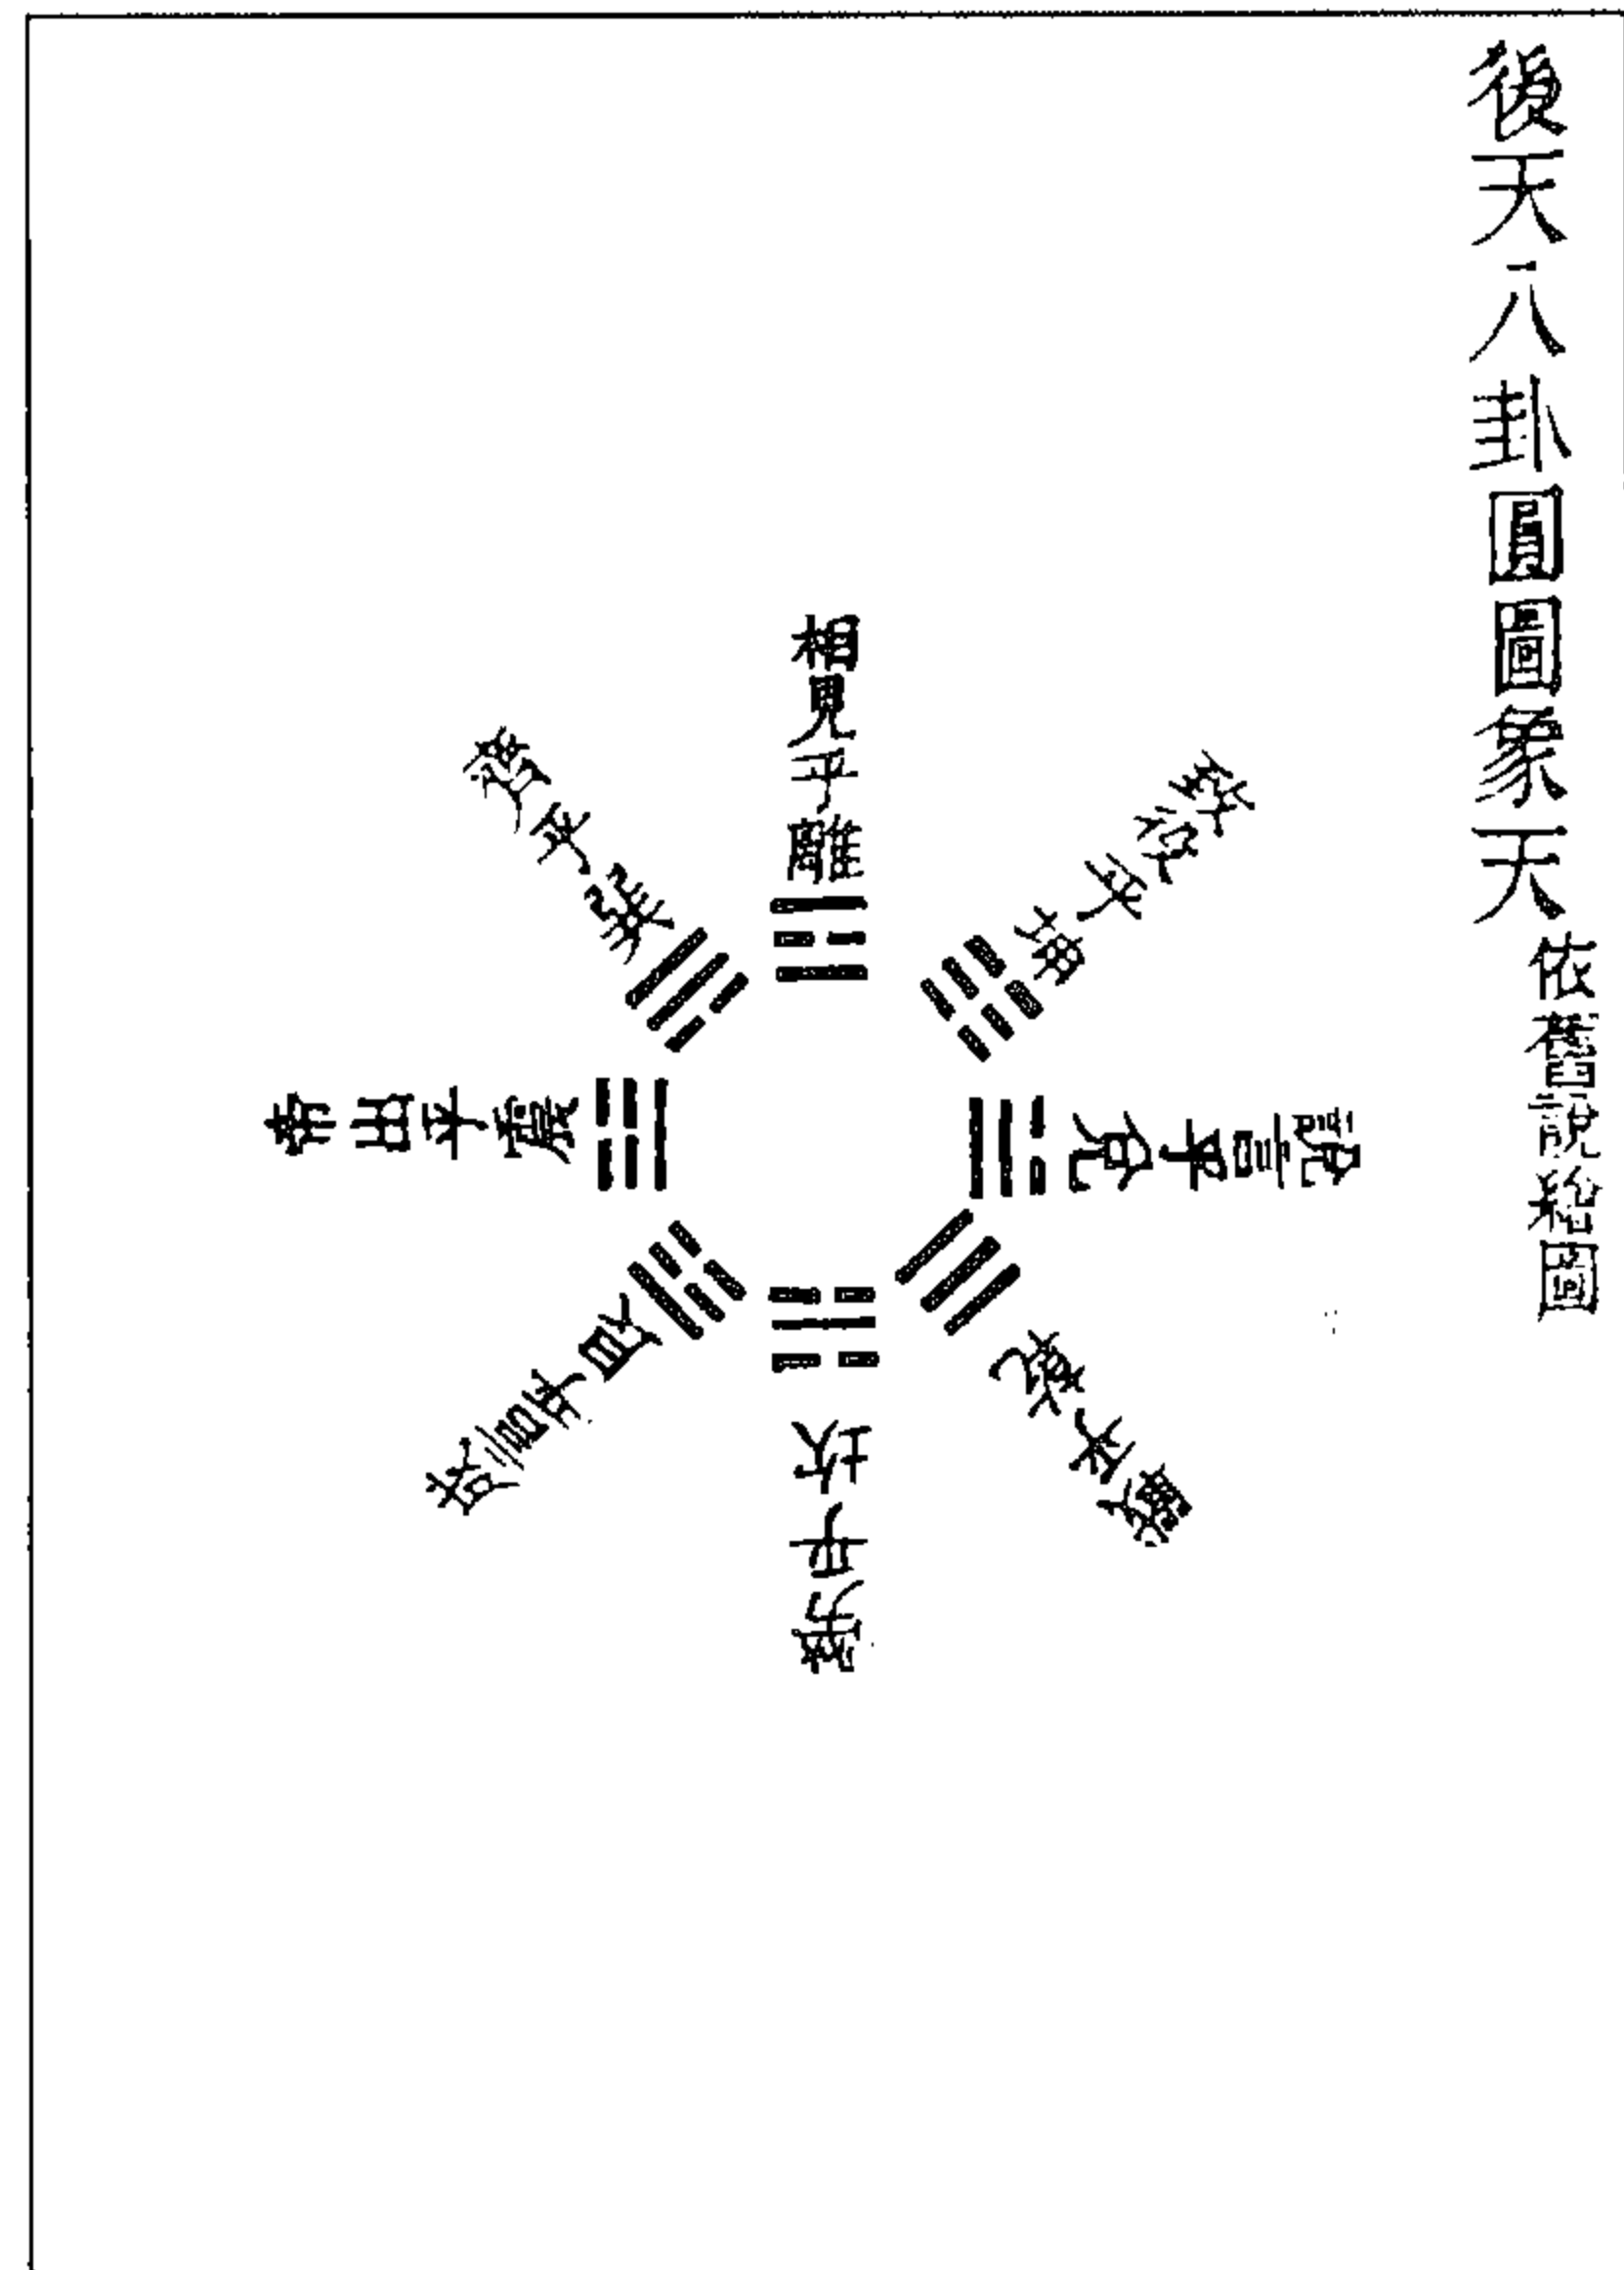 後天八卦圓圖象天
依舊說繪圖
相見乎離
致役乎坤
說言乎兌
戰乎乾
勞乎坎
成言乎艮
帝出乎震
齊乎巽